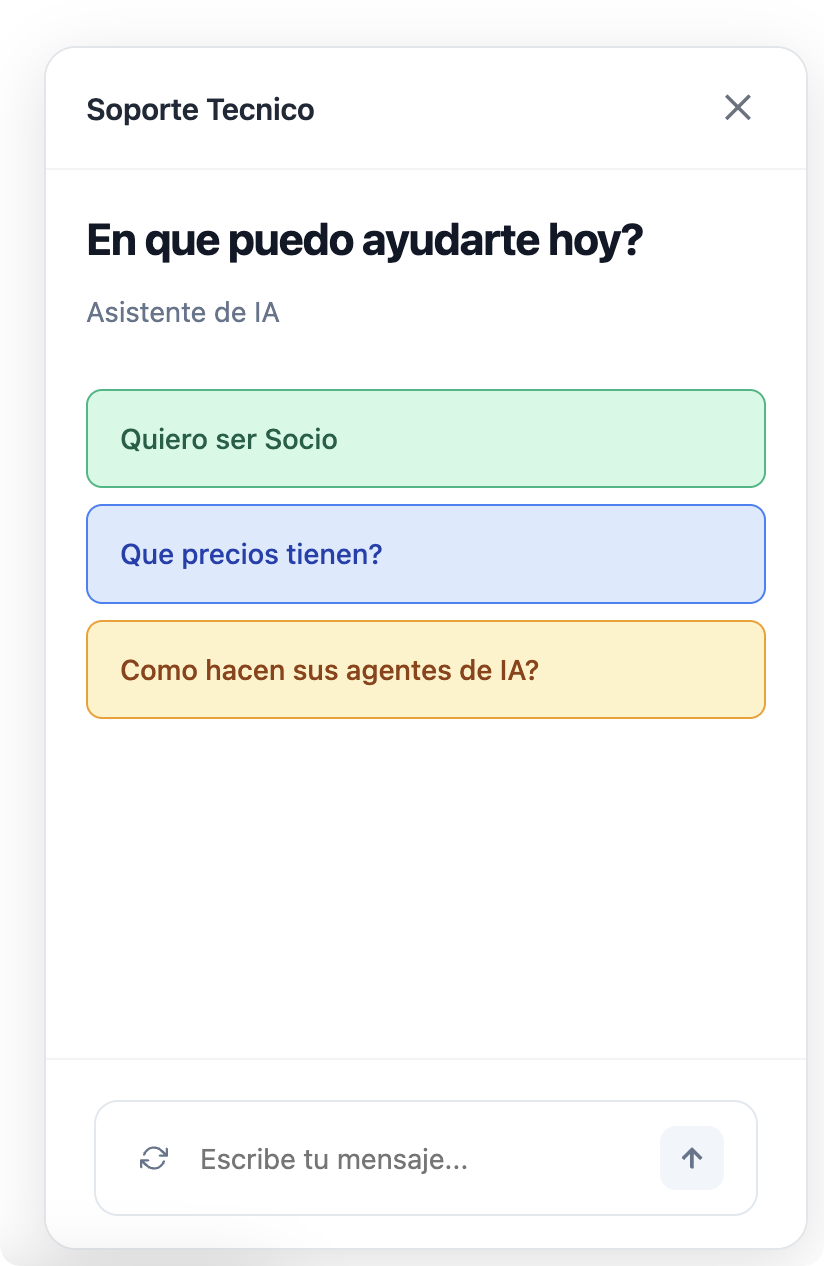 Soporte Tecnico
En que puedo ayudarte hoy?
Asistente de IA
Quiero ser Socio
Que precios tienen?
Como hacen sus agentes de IA?
Escribe tu mensaje...